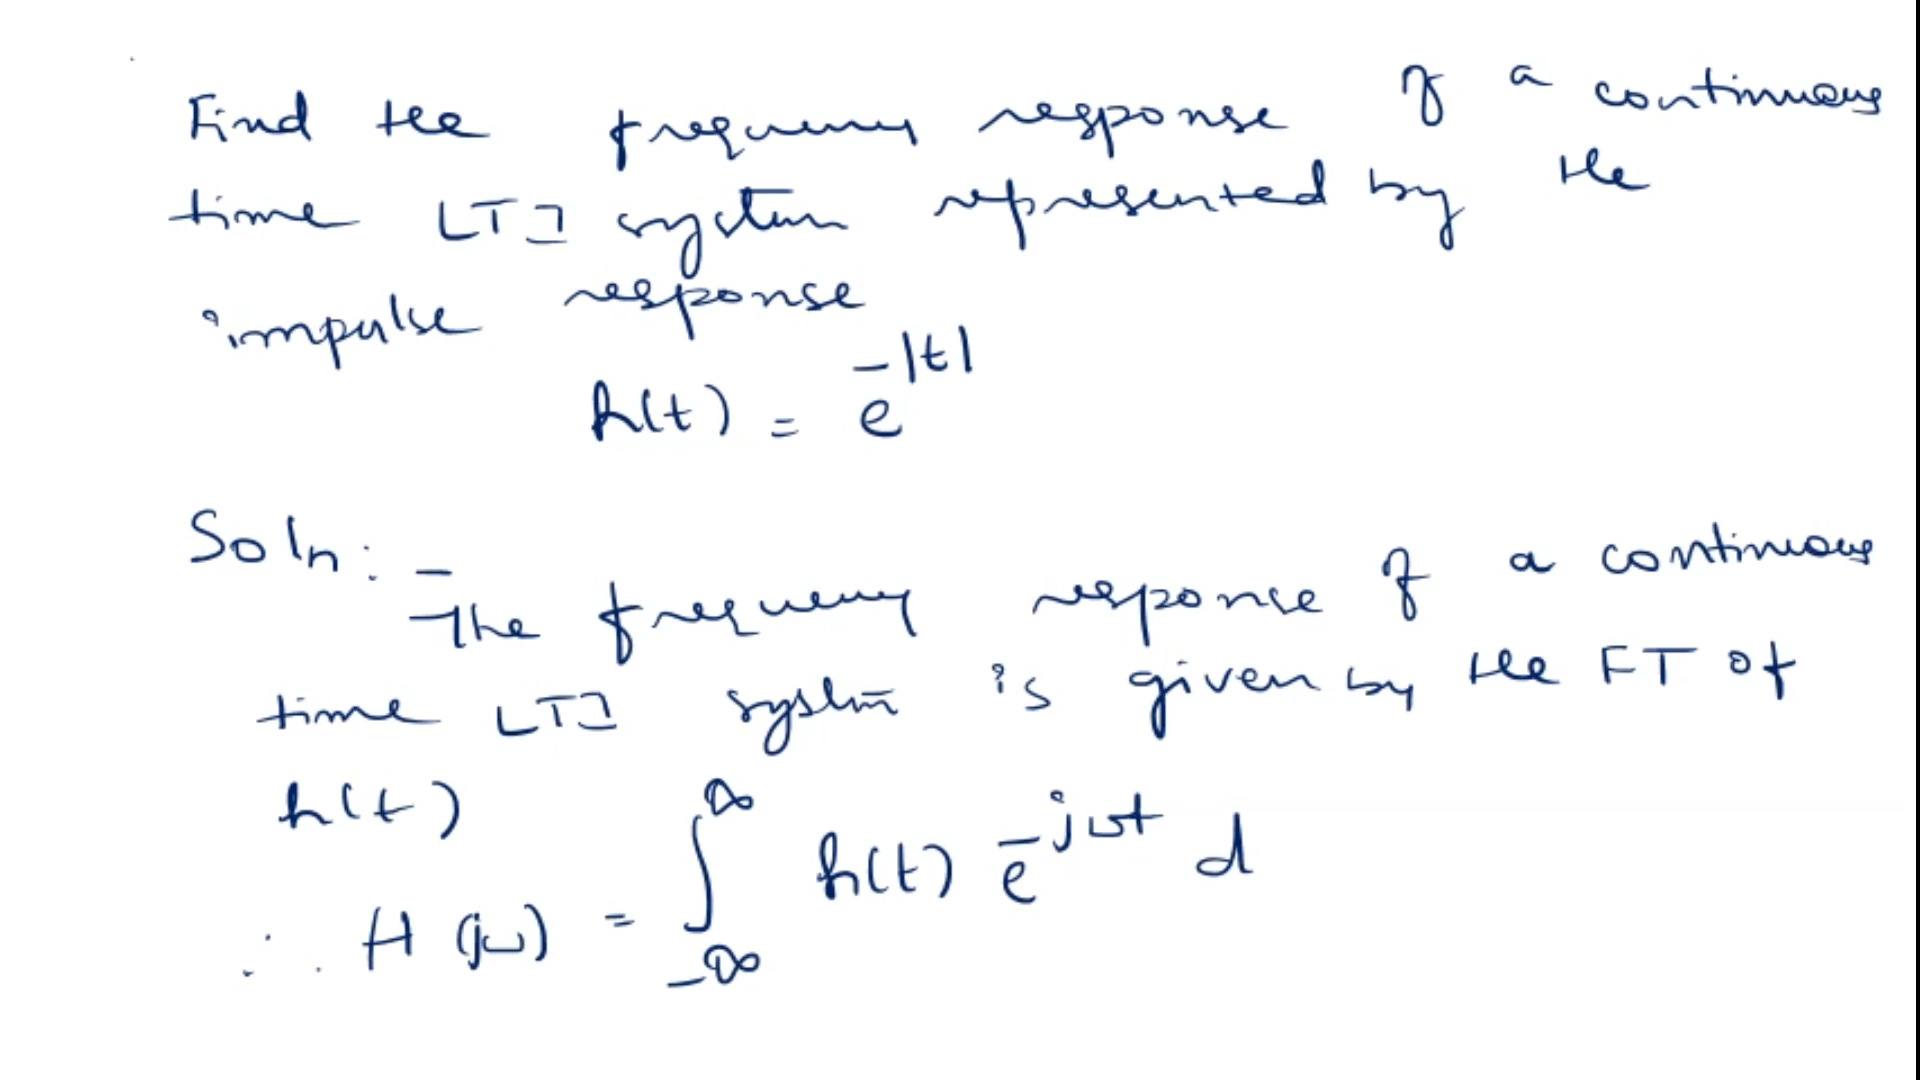 Find the frequency response of a continuous
time LTI system represented by the
impulse response
h(t) = e^{-|t|}
Soln: -
The frequency response of a continuous
time LTI system is given by the FT of
h(t)
∴ H(jω) = ∫_{-∞}^{∞} h(t) e^{-jωt} d